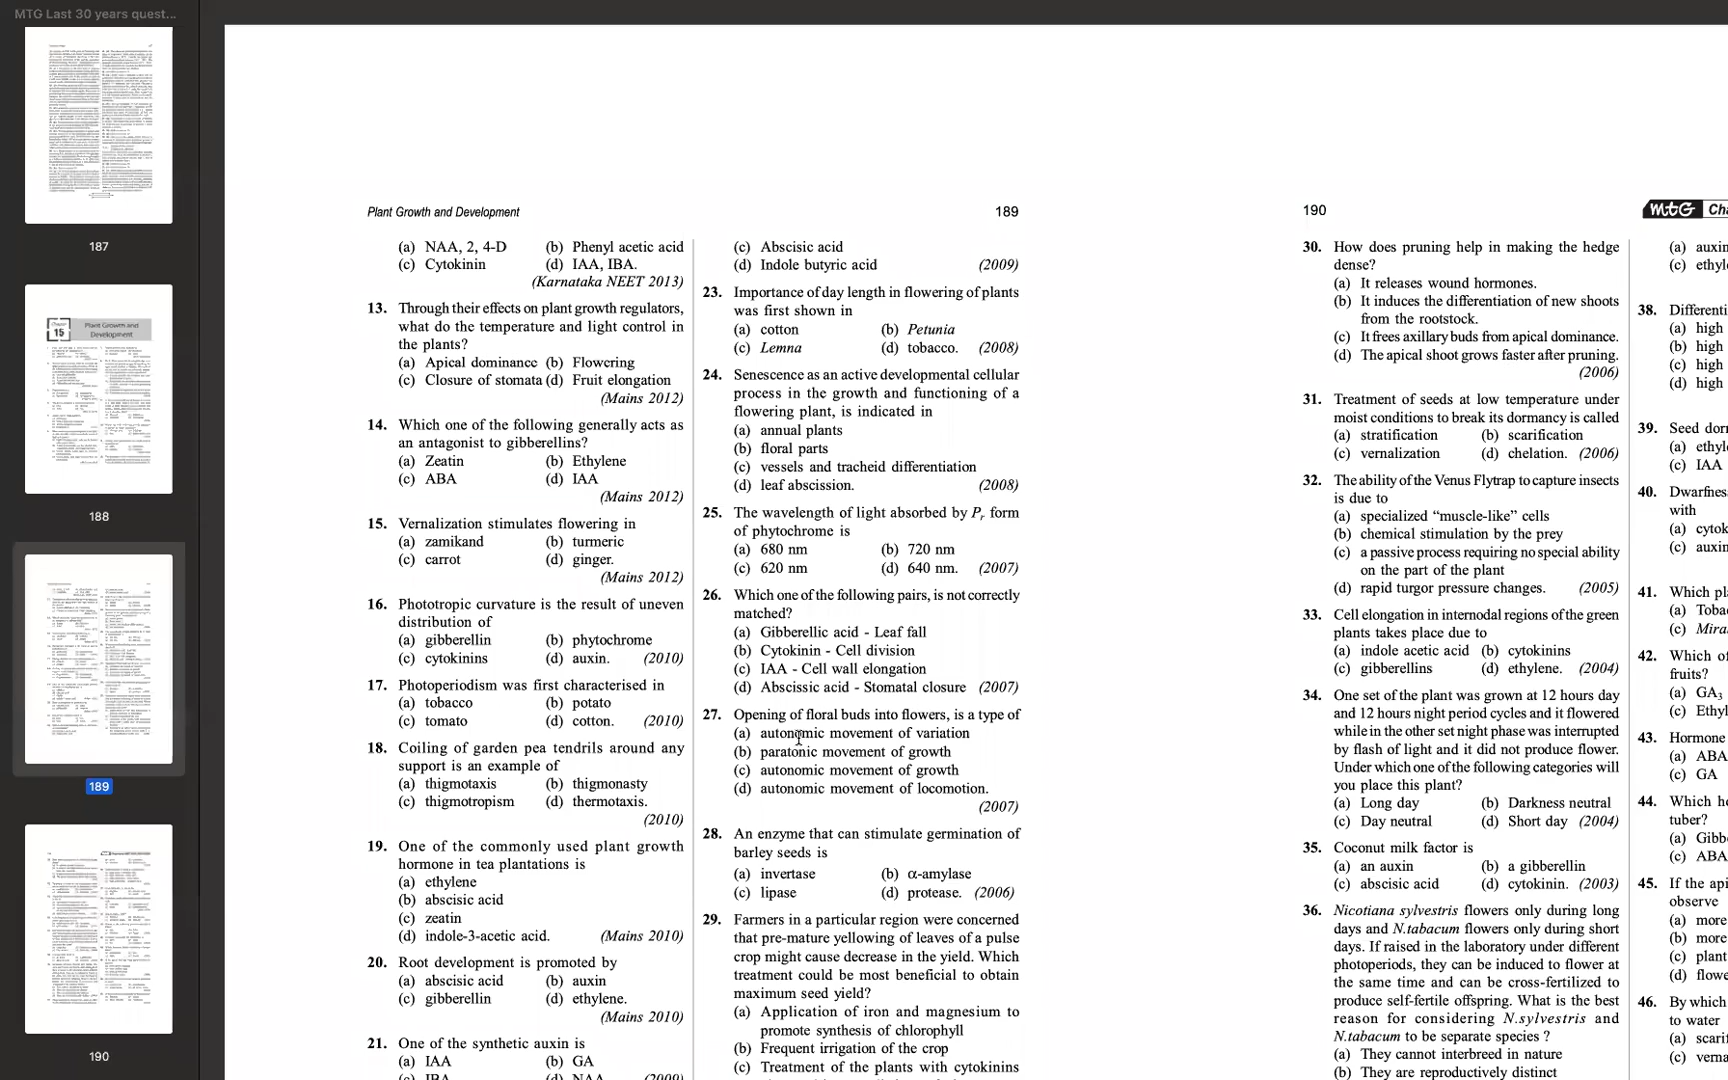 MTG Last 30 years quest...
187
188
189
190
Plant Growth and Development
189
(a) NAA, 2, 4-D (b) Phenyl acetic acid
(c) Cytokinin (d) IAA, IBA.
(Karnataka NEET 2013)
13. Through their effects on plant growth regulators,
what do the temperature and light control in
the plants?
(a) Apical dominance (b) Flowering
(c) Closure of stomata (d) Fruit elongation
(Mains 2012)
14. Which one of the following generally acts as
an antagonist to gibberellins?
(a) Zeatin (b) Ethylene
(c) ABA (d) IAA
(Mains 2012)
15. Vernalization stimulates flowering in
(a) zamikand (b) turmeric
(c) carrot (d) ginger.
(Mains 2012)
16. Phototropic curvature is the result of uneven
distribution of
(a) gibberellin (b) phytochrome
(c) cytokinins (d) auxin. (2010)
17. Photoperiodism was first characterised in
(a) tobacco (b) potato
(c) tomato (d) cotton. (2010)
18. Coiling of garden pea tendrils around any
support is an example of
(a) thigmotaxis (b) thigmonasty
(c) thigmotropism (d) thermotaxis.
(2010)
19. One of the commonly used plant growth
hormone in tea plantations is
(a) ethylene
(b) abscisic acid
(c) zeatin
(d) indole-3-acetic acid. (Mains 2010)
20. Root development is promoted by
(a) abscisic acid (b) auxin
(c) gibberellin (d) ethylene.
(Mains 2010)
21. One of the synthetic auxin is
(a) IAA (b) GA
(c) IBA (d) NAA (2009)
(c) Abscisic acid
(d) Indole butyric acid (2009)
23. Importance of day length in flowering of plants
was first shown in
(a) cotton (b) Petunia
(c) Lemna (d) tobacco. (2008)
24. Senescence as an active developmental cellular
process in the growth and functioning of a
flowering plant, is indicated in
(a) annual plants
(b) floral parts
(c) vessels and tracheid differentiation
(d) leaf abscission. (2008)
25. The wavelength of light absorbed by Pr form
of phytochrome is
(a) 680 nm (b) 720 nm
(c) 620 nm (d) 640 nm. (2007)
26. Which one of the following pairs, is not correctly
matched?
(a) Gibberellic acid - Leaf fall
(b) Cytokinin - Cell division
(c) IAA - Cell wall elongation
(d) Abscissic acid - Stomatal closure (2007)
27. Opening of floral buds into flowers, is a type of
(a) autonomic movement of variation
(b) paratonic movement of growth
(c) autonomic movement of growth
(d) autonomic movement of locomotion.
(2007)
28. An enzyme that can stimulate germination of
barley seeds is
(a) invertase (b) α-amylase
(c) lipase (d) protease. (2006)
29. Farmers in a particular region were concerned
that pre-mature yellowing of leaves of a pulse
crop might cause decrease in the yield. Which
treatment could be most beneficial to obtain
maximum seed yield?
(a) Application of iron and magnesium to
promote synthesis of chlorophyll
(b) Frequent irrigation of the crop
(c) Treatment of the plants with cytokinins
190
mtG Cha
30. How does pruning help in making the hedge
dense?
(a) It releases wound hormones.
(b) It induces the differentiation of new shoots
from the rootstock.
(c) It frees axillary buds from apical dominance.
(d) The apical shoot grows faster after pruning.
(2006)
31. Treatment of seeds at low temperature under
moist conditions to break its dormancy is called
(a) stratification (b) scarification
(c) vernalization (d) chelation. (2006)
32. The ability of the Venus Flytrap to capture insects
is due to
(a) specialized “muscle-like” cells
(b) chemical stimulation by the prey
(c) a passive process requiring no special ability
on the part of the plant
(d) rapid turgor pressure changes. (2005)
33. Cell elongation in internodal regions of the green
plants takes place due to
(a) indole acetic acid (b) cytokinins
(c) gibberellins (d) ethylene. (2004)
34. One set of the plant was grown at 12 hours day
and 12 hours night period cycles and it flowered
while in the other set night phase was interrupted
by flash of light and it did not produce flower.
Under which one of the following categories will
you place this plant?
(a) Long day (b) Darkness neutral
(c) Day neutral (d) Short day (2004)
35. Coconut milk factor is
(a) an auxin (b) a gibberellin
(c) abscisic acid (d) cytokinin. (2003)
36. Nicotiana sylvestris flowers only during long
days and N.tabacum flowers only during short
days. If raised in the laboratory under different
photoperiods, they can be induced to flower at
the same time and can be cross-fertilized to
produce self-fertile offspring. What is the best
reason for considering N.sylvestris and
N.tabacum to be separate species ?
(a) They cannot interbreed in nature
(b) They are reproductively distinct
(a) auxin
(c) ethyl
38. Differenti
(a) high
(b) high
(c) high
(d) high
39. Seed dorr
(a) ethyl
(c) IAA
40. Dwarfnes
with
(a) cytok
(c) auxin
41. Which pl
(a) Toba
(c) Mira
42. Which of
fruits?
(a) GA3
(c) Ethyl
43. Hormone
(a) ABA
(c) GA
44. Which ho
tuber?
(a) Gibb
(c) ABA
45. If the api
observe
(a) more
(b) more
(c) plant
(d) flowe
46. By which
to water
(a) scarif
(c) verna